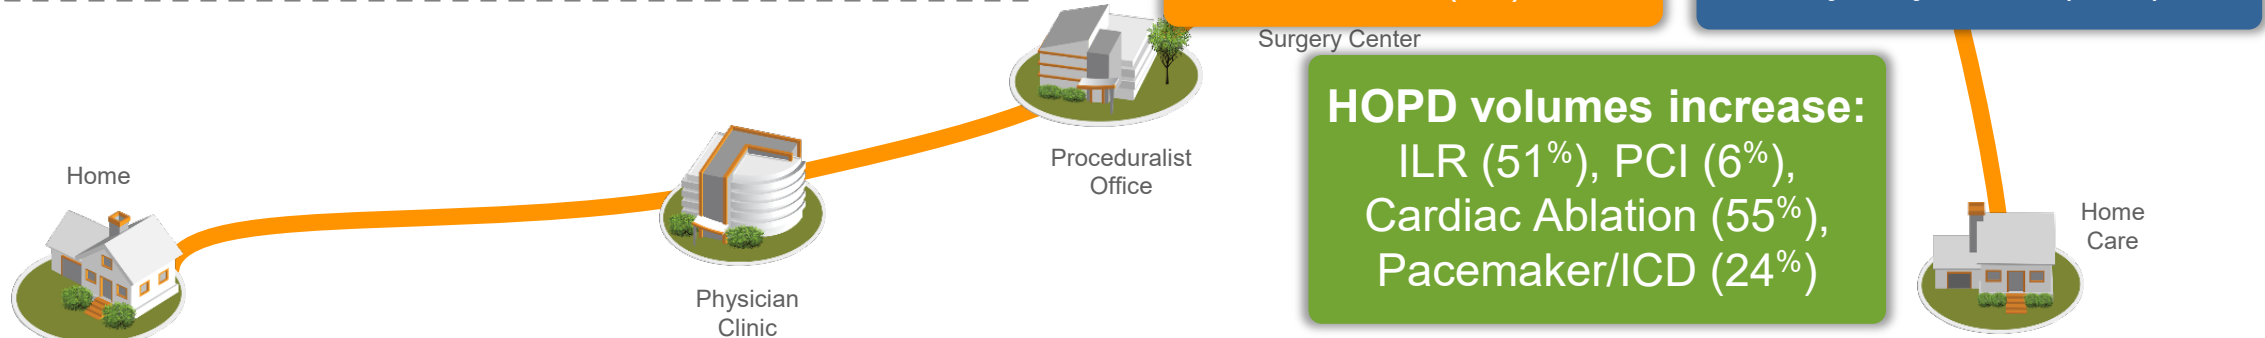 Surgery Center
HOPD volumes increase:
ILR (51%), PCI (6%),
Cardiac Ablation (55%),
Pacemaker/ICD (24%)
Proceduralist
Office
Home
Physician
Clinic
Home
Care